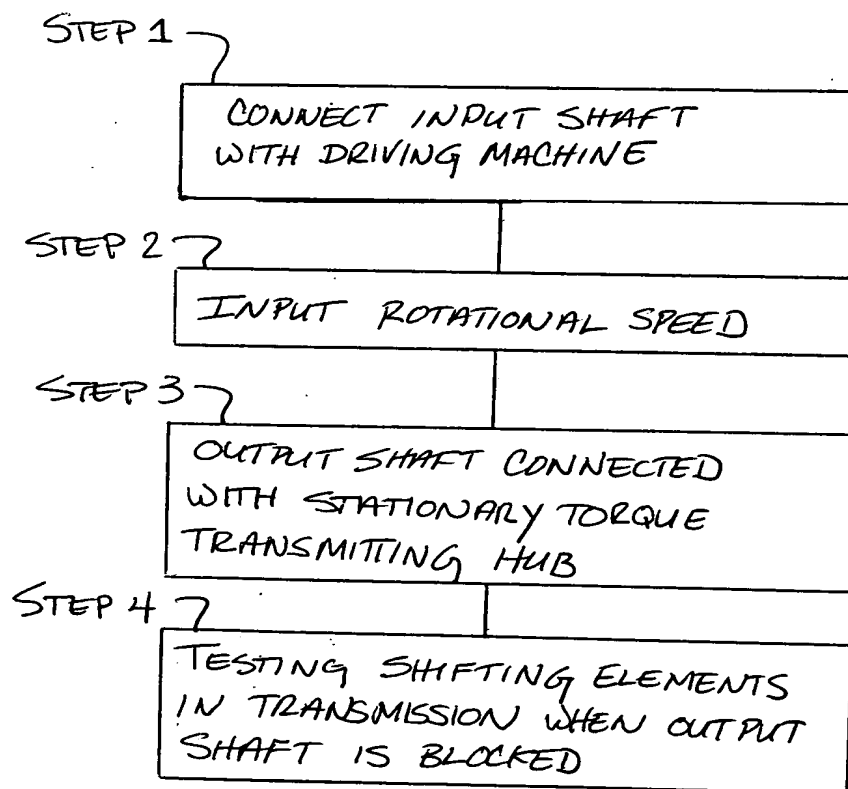 STEP 1
CONNECT INPUT SHAFT
WITH DRIVING MACHINE
STEP 2
INPUT ROTATIONAL SPEED
STEP 3
OUTPUT SHAFT CONNECTED
WITH STATIONARY TORQUE
TRANSMITTING HUB
STEP 4
TESTING SHIFTING ELEMENTS
IN TRANSMISSION WHEN OUTPUT
SHAFT IS BLOCKED